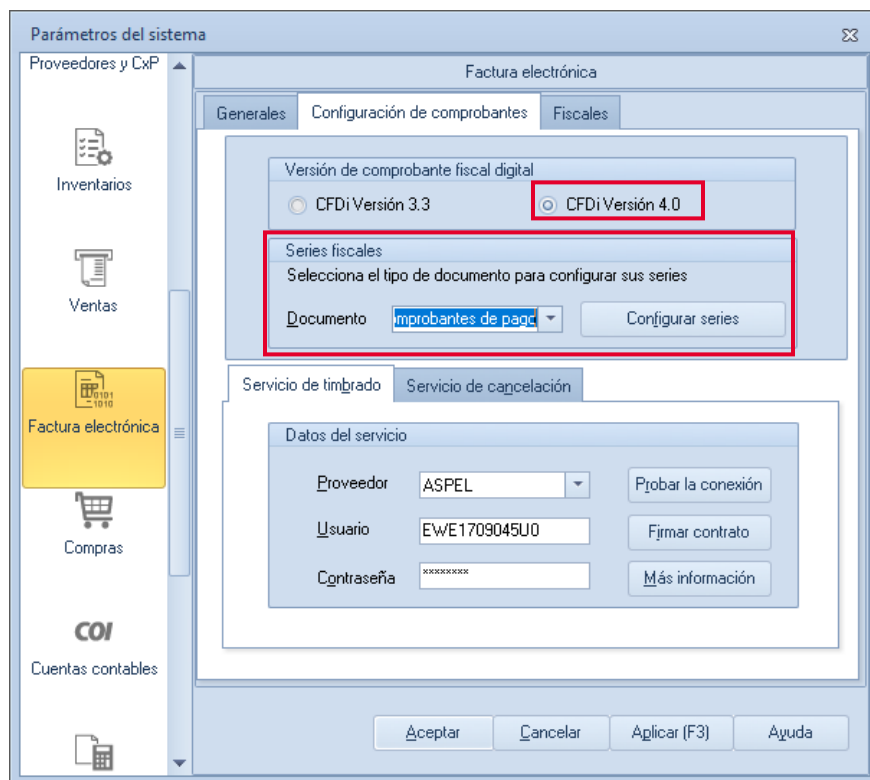 Parámetros del sistema
Proveedores y CxP
Inventarios
Ventas
Factura electrónica
Compras
COI
Cuentas contables
Factura electrónica
Generales Configuración de comprobantes Fiscales
Versión de comprobante fiscal digital
CFDi Versión 3.3 CFDi Versión 4.0
Series fiscales
Selecciona el tipo de documento para configurar sus series
Documento omprobantes de pago Configurar series
Servicio de timbrado Servicio de cancelación
Datos del servicio
Proveedor ASPEL Probar la conexión
Usuario EWE1709045U0 Firmar contrato
Contraseña ******** Más información
Aceptar Cancelar Aplicar (F3) Ayuda